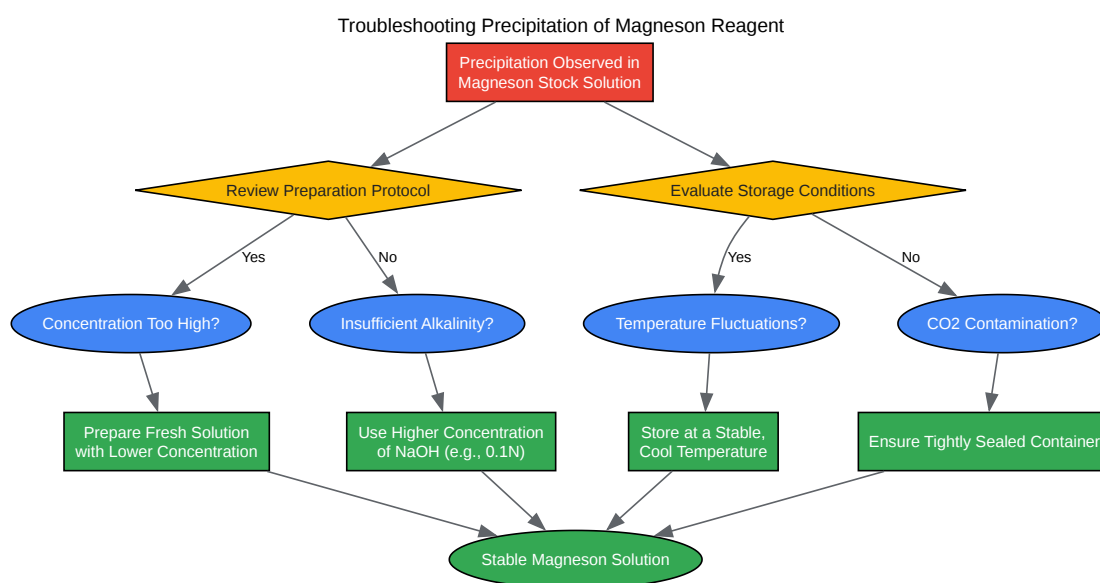 Troubleshooting Precipitation of Magneson Reagent
Precipitation Observed in
Magneson Stock Solution
Review Preparation Protocol
Evaluate Storage Conditions
Yes
No
Yes
No
Concentration Too High?
Insufficient Alkalinity?
Temperature Fluctuations?
CO2 Contamination?
Prepare Fresh Solution
with Lower Concentration
Use Higher Concentration
of NaOH (e.g., 0.1N)
Store at a Stable,
Cool Temperature
Ensure Tightly Sealed Container
Stable Magneson Solution